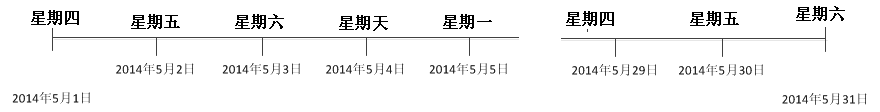 星期四 星期五 星期六 星期天 星期一 星期四 星期五 星期六
2014年5月2日 2014年5月3日 2014年5月4日 2014年5月5日 2014年5月29日 2014年5月30日
2014年5月1日 2014年5月31日